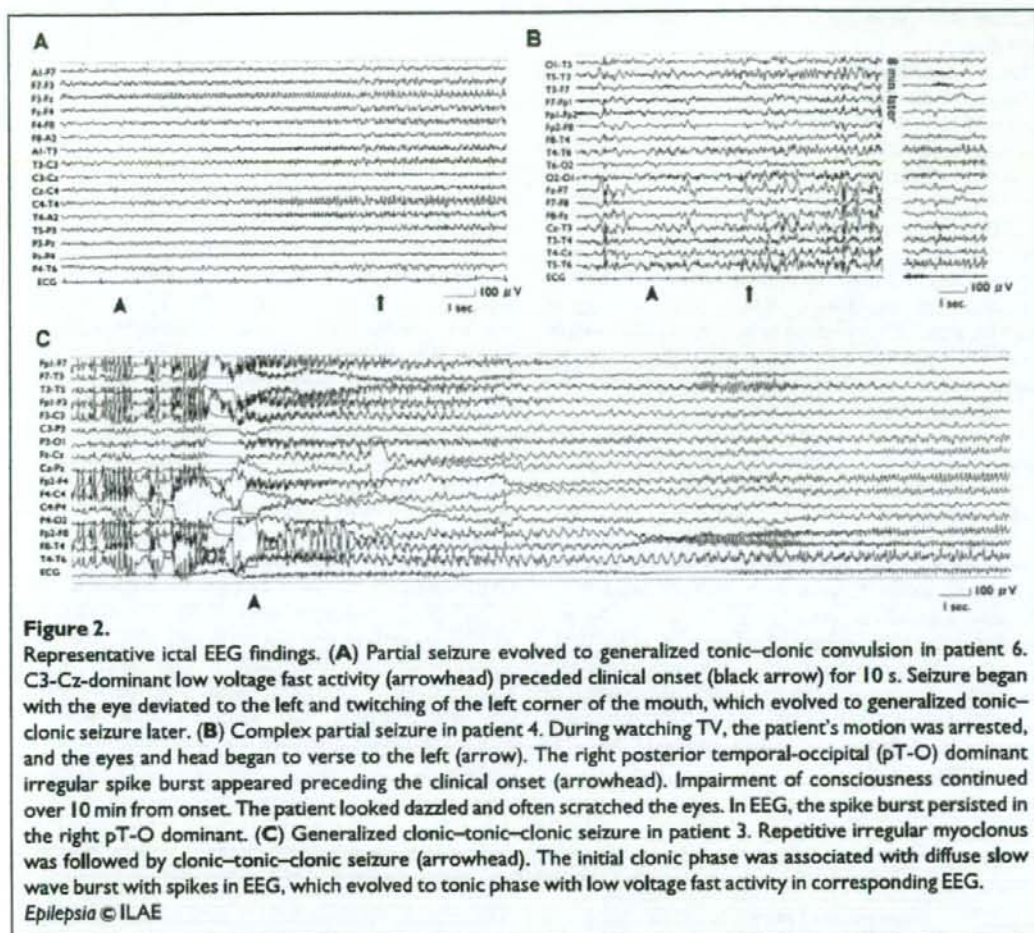 A
A1-F7
F7-F3
F3-Fz
Fz-F4
F4-F8
F8-A2
A1-T3
T3-C3
C3-Cz
Cz-C4
C4-T4
T4-A2
T5-P3
P3-Pz
Pz-P4
P4-T6
ECG
100 μV
1 sec.
B
O1-T5
T5-T3
T3-F7
F7-Fp1
Fp1-Fp2
Fp2-F8
F8-T4
T4-T6
T6-O2
O2-O1
Fz-F7
F7-F8
F8-Fz
Cz-T3
T3-T4
T4-Cz
T5-T6
ECG
8 min later
100 μV
1 sec.
C
Fp1-F7
F7-T3
T3-T5
Fp1-F3
F3-C3
C3-P3
P3-O1
Fz-Cz
Cz-Pz
Fp2-F4
F4-C4
C4-P4
P4-O2
Fp2-F8
F8-T4
T4-T6
ECG
100 μV
1 sec.
Figure 2.
Representative ictal EEG findings. (A) Partial seizure evolved to generalized tonic–clonic convulsion in patient 6.
C3-Cz-dominant low voltage fast activity (arrowhead) preceded clinical onset (black arrow) for 10 s. Seizure began
with the eye deviated to the left and twitching of the left corner of the mouth, which evolved to generalized tonic–
clonic seizure later. (B) Complex partial seizure in patient 4. During watching TV, the patient's motion was arrested,
and the eyes and head began to verse to the left (arrow). The right posterior temporal-occipital (pT-O) dominant
irregular spike burst appeared preceding the clinical onset (arrowhead). Impairment of consciousness continued
over 10 min from onset. The patient looked dazzled and often scratched the eyes. In EEG, the spike burst persisted in
the right pT-O dominant. (C) Generalized clonic–tonic–clonic seizure in patient 3. Repetitive irregular myoclonus
was followed by clonic–tonic–clonic seizure (arrowhead). The initial clonic phase was associated with diffuse slow
wave burst with spikes in EEG, which evolved to tonic phase with low voltage fast activity in corresponding EEG.
Epilepsia © ILAE